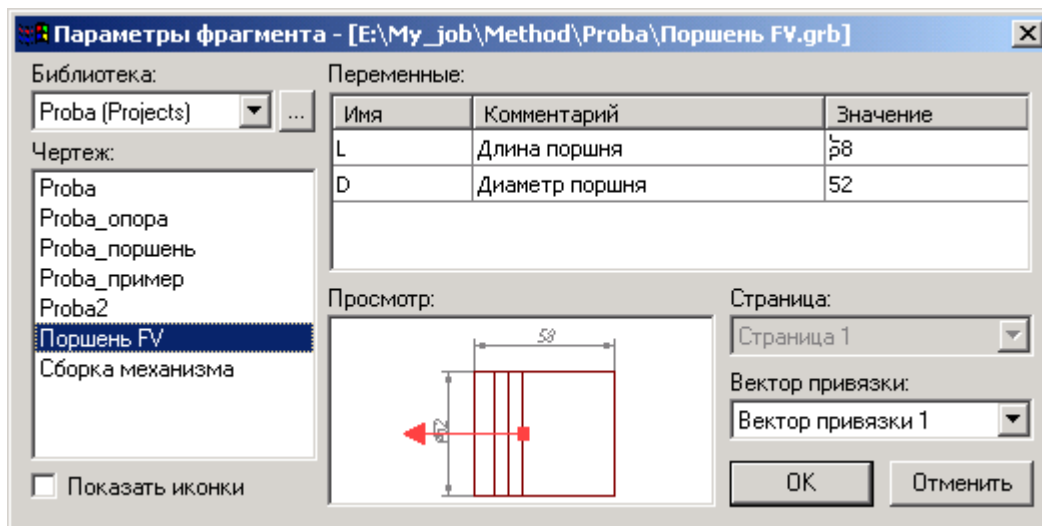 Параметры фрагмента - [E:\My_job\Method\Proba\Поршень FV.grb]
Библиотека:
Proba (Projects)
...
Чертеж:
Proba
Proba_опора
Proba_поршень
Proba_пример
Proba2
Поршень FV
Сборка механизма
Показать иконки
Переменные:
Имя Комментарий Значение
L Длина поршня 58
D Диаметр поршня 52
Просмотр:
58
Страница:
Страница 1
Вектор привязки:
Вектор привязки 1
OK Отменить